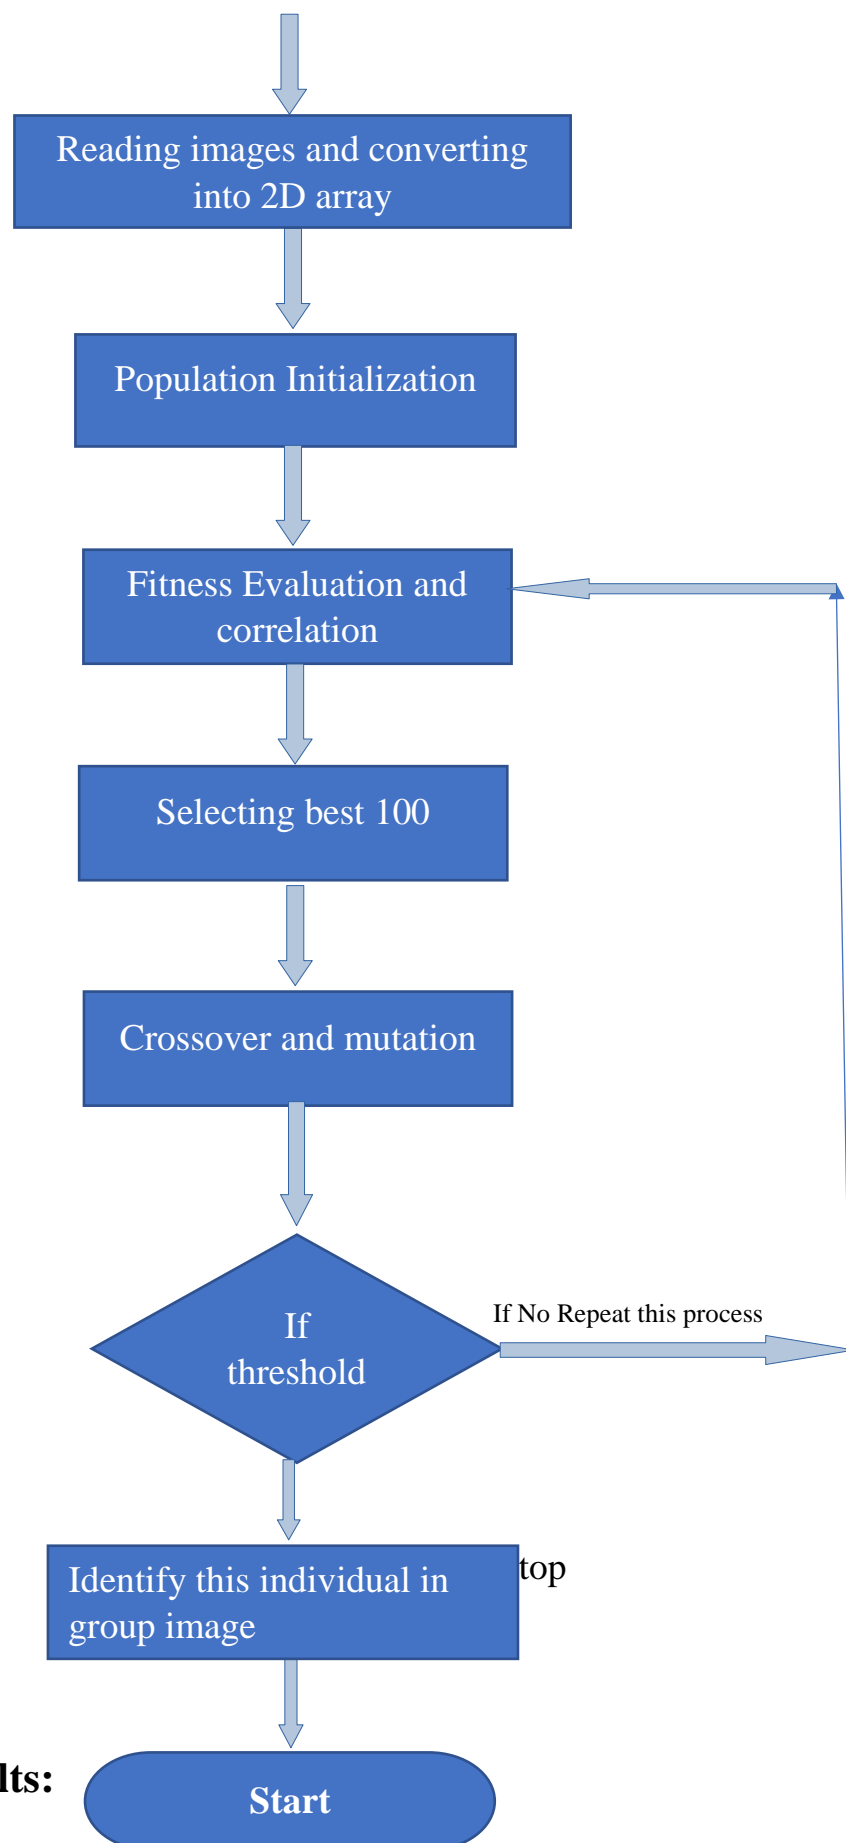 Reading images and converting
into 2D array
Population Initialization
Fitness Evaluation and
correlation
Selecting best 100
Crossover and mutation
If
threshold
If No Repeat this process
Identify this individual in
group image
top
lts:
Start